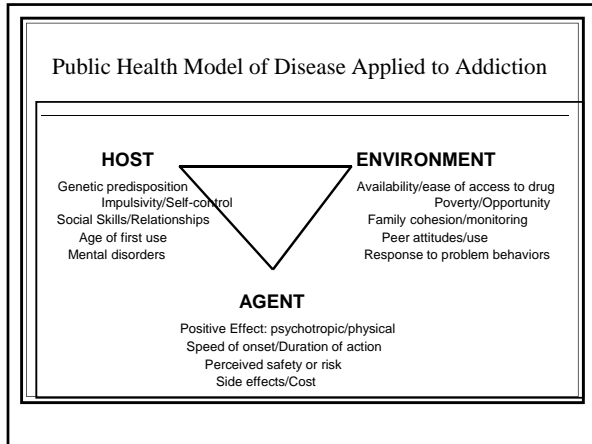 Public Health Model of Disease Applied to Addiction
HOST
Genetic predisposition
Impulsivity/Self-control
Social Skills/Relationships
Age of first use
Mental disorders
ENVIRONMENT
Availability/ease of access to drug
Poverty/Opportunity
Family cohesion/monitoring
Peer attitudes/use
Response to problem behaviors
AGENT
Positive Effect: psychotropic/physical
Speed of onset/Duration of action
Perceived safety or risk
Side effects/Cost